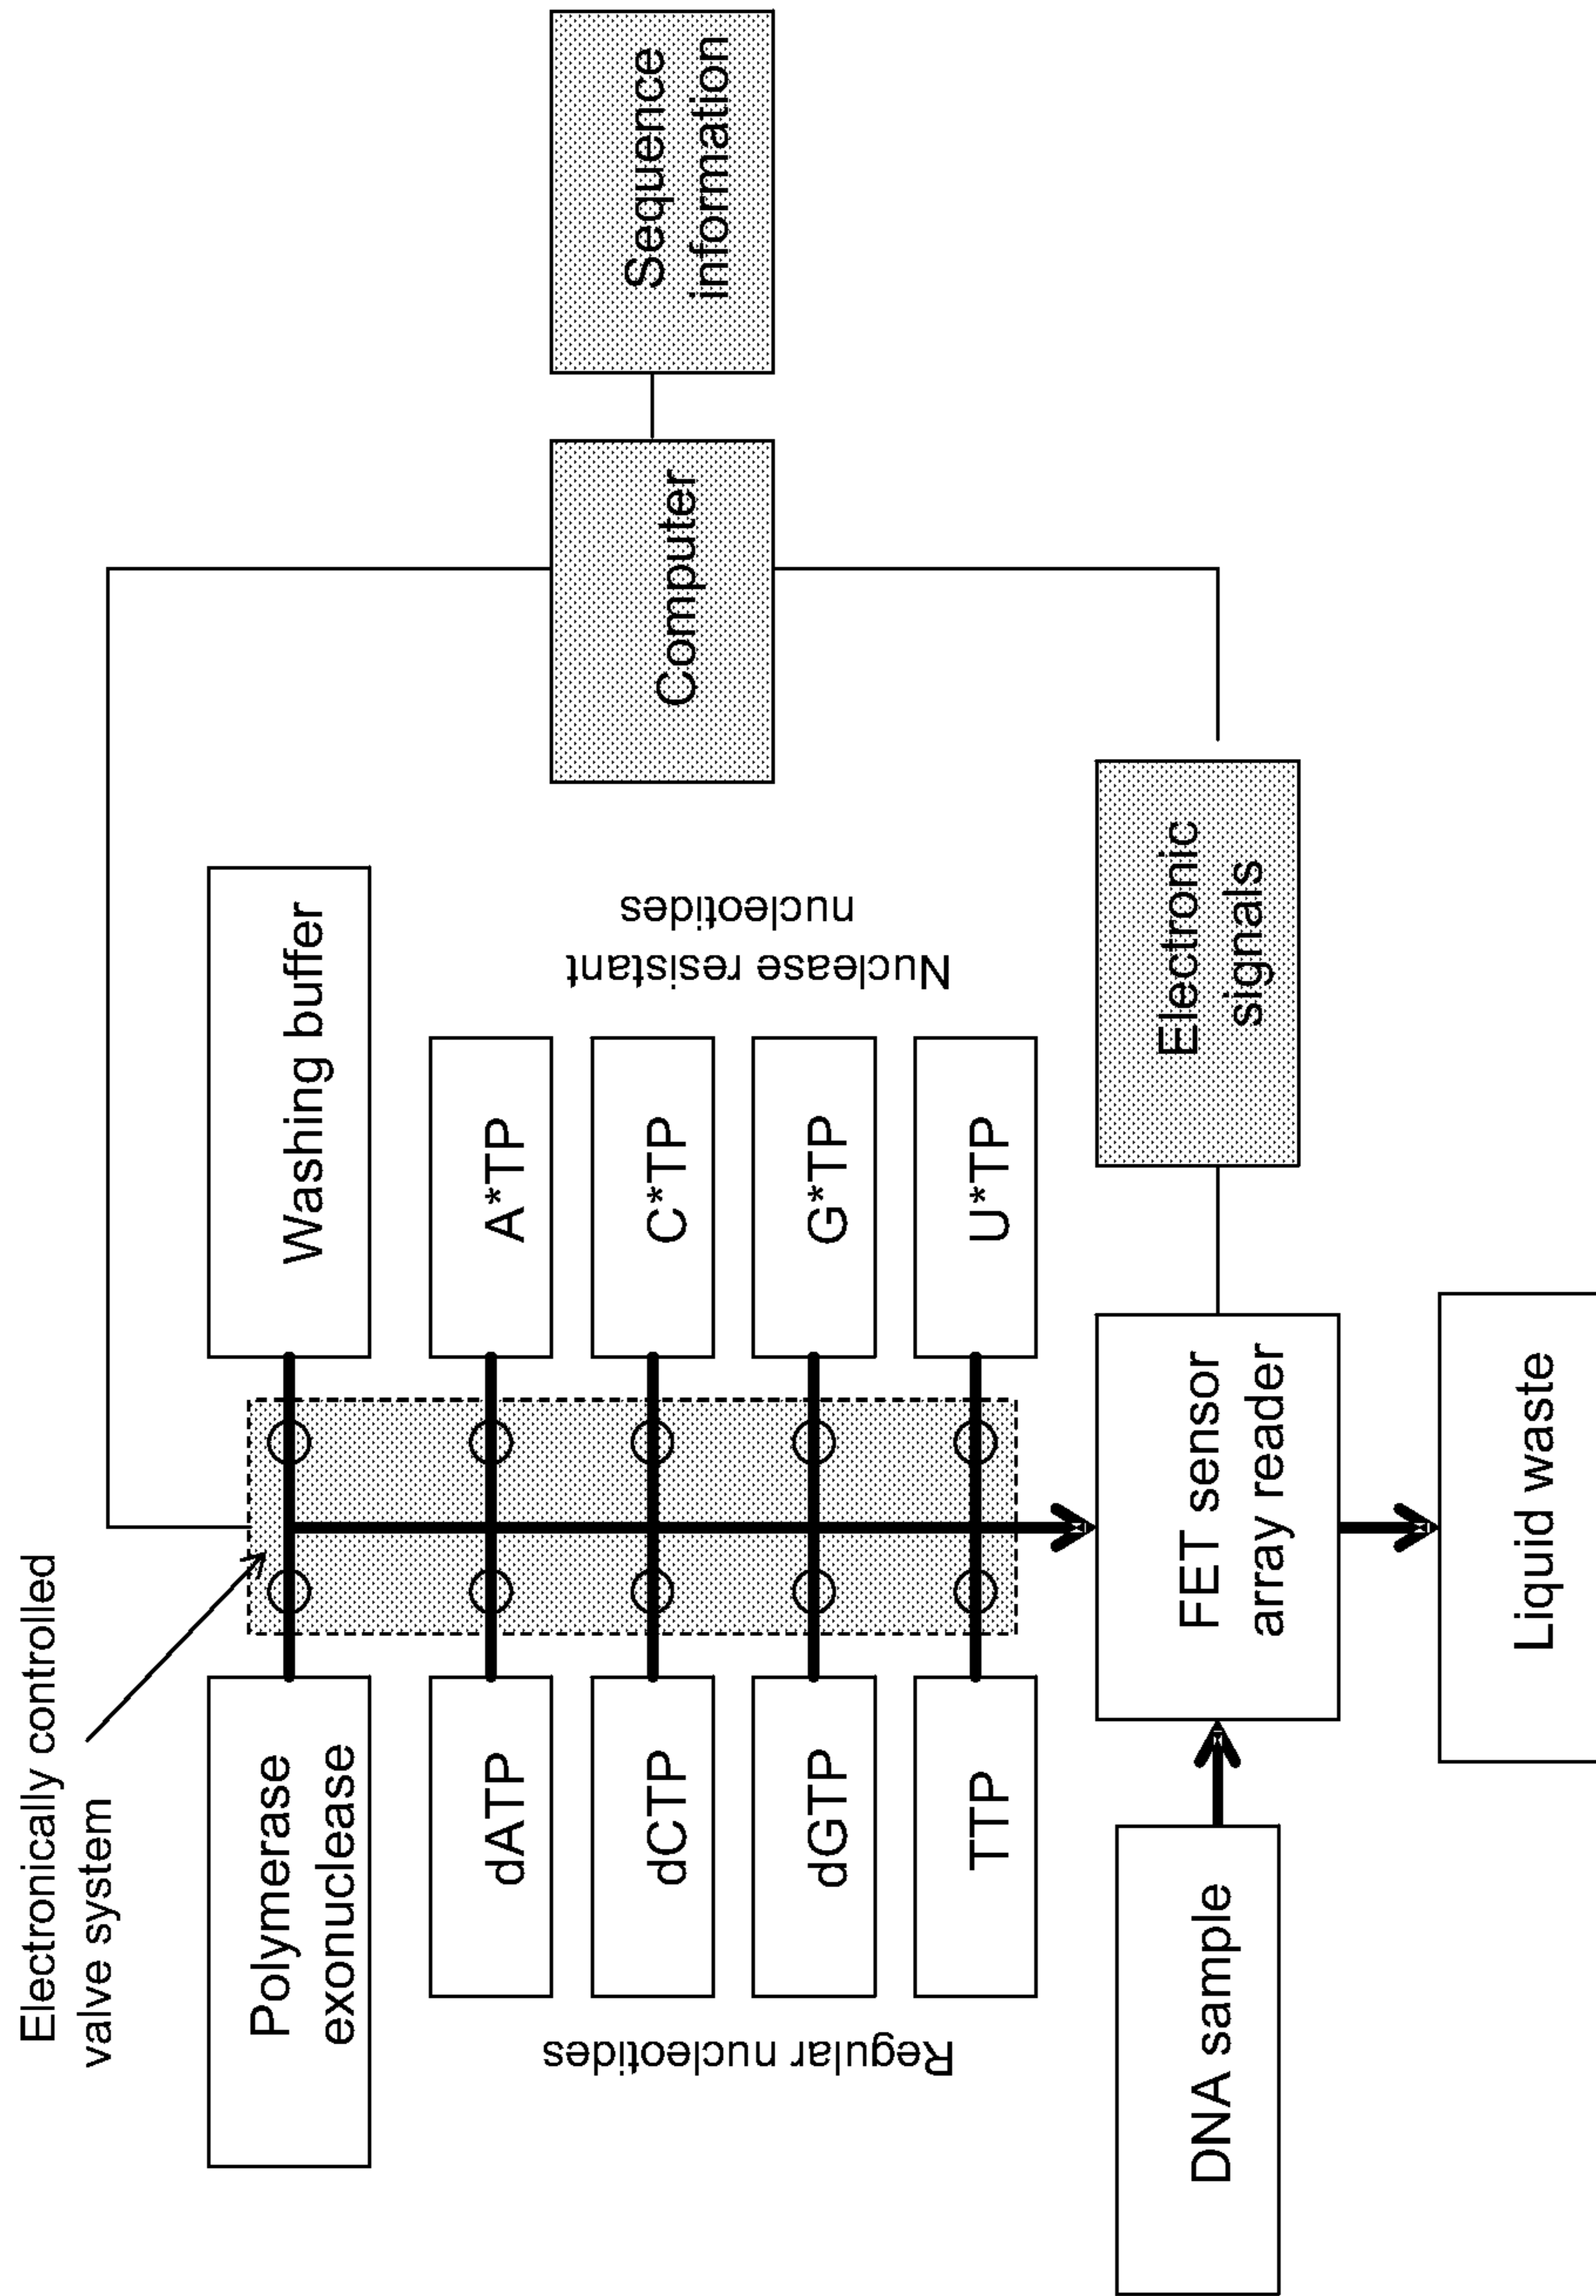 Electronically controlled
valve system
Polymerase
exonuclease
Washing buffer
Regular nucleotides
dATP
dCTP
dGTP
TTP
A*TP
C*TP
G*TP
U*TP
Nuclease resistant
nucleotides
DNA sample
FET sensor
array reader
Electronic
signals
Liquid waste
Computer
Sequence
information